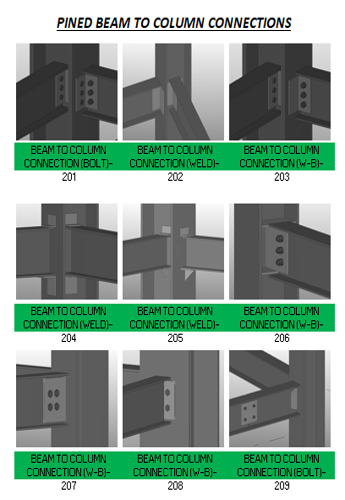 PINED BEAM TO COLUMN CONNECTIONS
BEAM TO COLUMN
CONNECTION (BOLT)-
201
BEAM TO COLUMN
CONNECTION (WELD)-
202
BEAM TO COLUMN
CONNECTION (W-B)-
203
BEAM TO COLUMN
CONNECTION (WELD)-
204
BEAM TO COLUMN
CONNECTION (WELD)-
205
BEAM TO COLUMN
CONNECTION (W-B)-
206
BEAM TO COLUMN
CONNECTION (W-B)-
207
BEAM TO COLUMN
CONNECTION (W-B)-
208
BEAM TO COLUMN
CONNECTION (BOLT)-
209